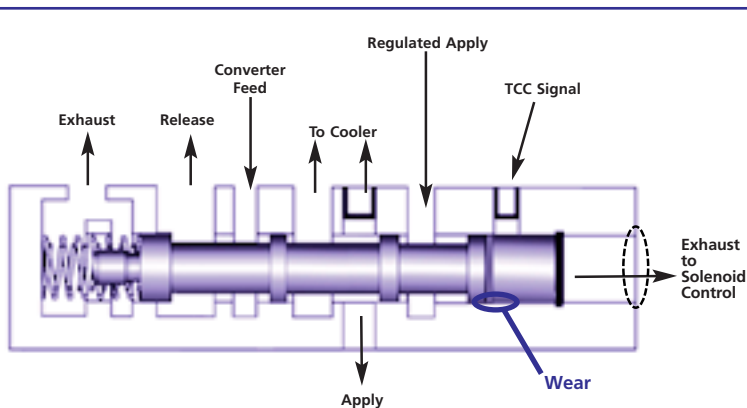 Regulated Apply
Converter
Feed
TCC Signal
Exhaust
Release
To Cooler
Exhaust
to
Solenoid
Control
Wear
Apply